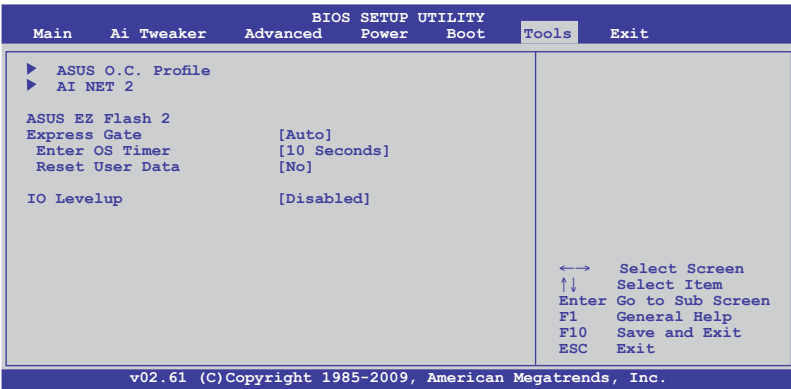 BIOS SETUP UTILITY
Main Ai Tweaker Advanced Power Boot Tools Exit
ASUS O.C. Profile
AI NET 2
ASUS EZ Flash 2
Express Gate [Auto]
Enter OS Timer [10 Seconds]
Reset User Data [No]
IO Levelup [Disabled]
←→ Select Screen
↑↓ Select Item
Enter Go to Sub Screen
F1 General Help
F10 Save and Exit
ESC Exit
v02.61 (C)Copyright 1985-2009, American Megatrends, Inc.